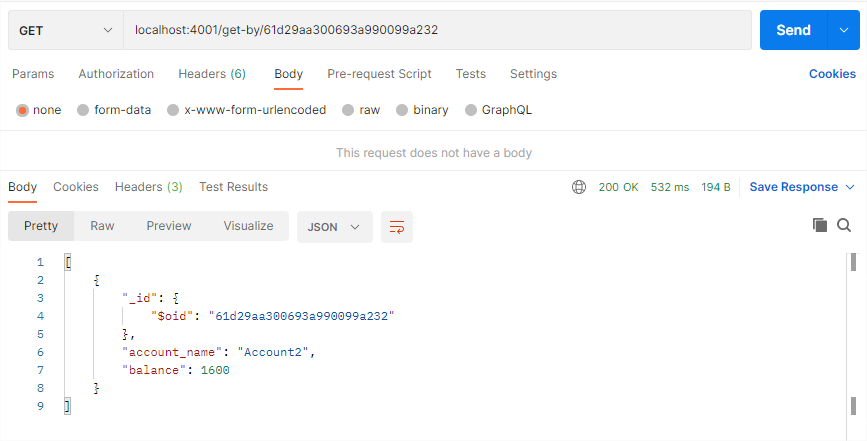 GET localhost:4001/get-by/61d29aa300693a990099a232 Send
Params Authorization Headers (6) Body Pre-request Script Tests Settings Cookies
none form-data x-www-form-urlencoded raw binary GraphQL
This request does not have a body
Body Cookies Headers (3) Test Results 200 OK 532 ms 194 B Save Response
Pretty Raw Preview Visualize JSON
1 [
2 {
3 "_id": {
4 "$oid": "61d29aa300693a990099a232"
5 },
6 "account_name": "Account2",
7 "balance": 1600
8 }
9 ]